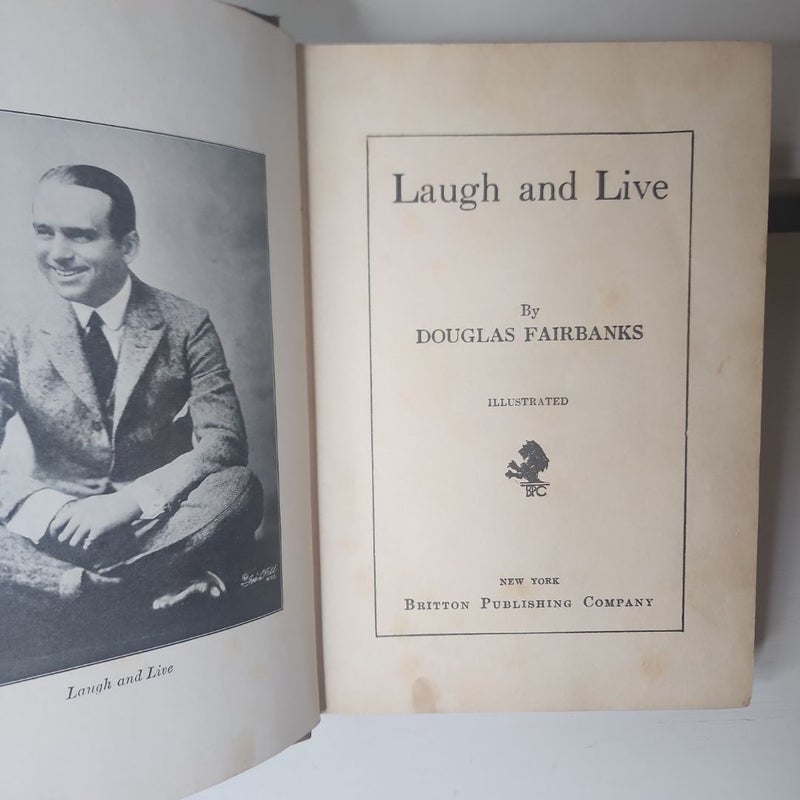 Laugh and Live
Laugh and Live
By
DOUGLAS FAIRBANKS
ILLUSTRATED
BPC
NEW YORK
BRITTON PUBLISHING COMPANY